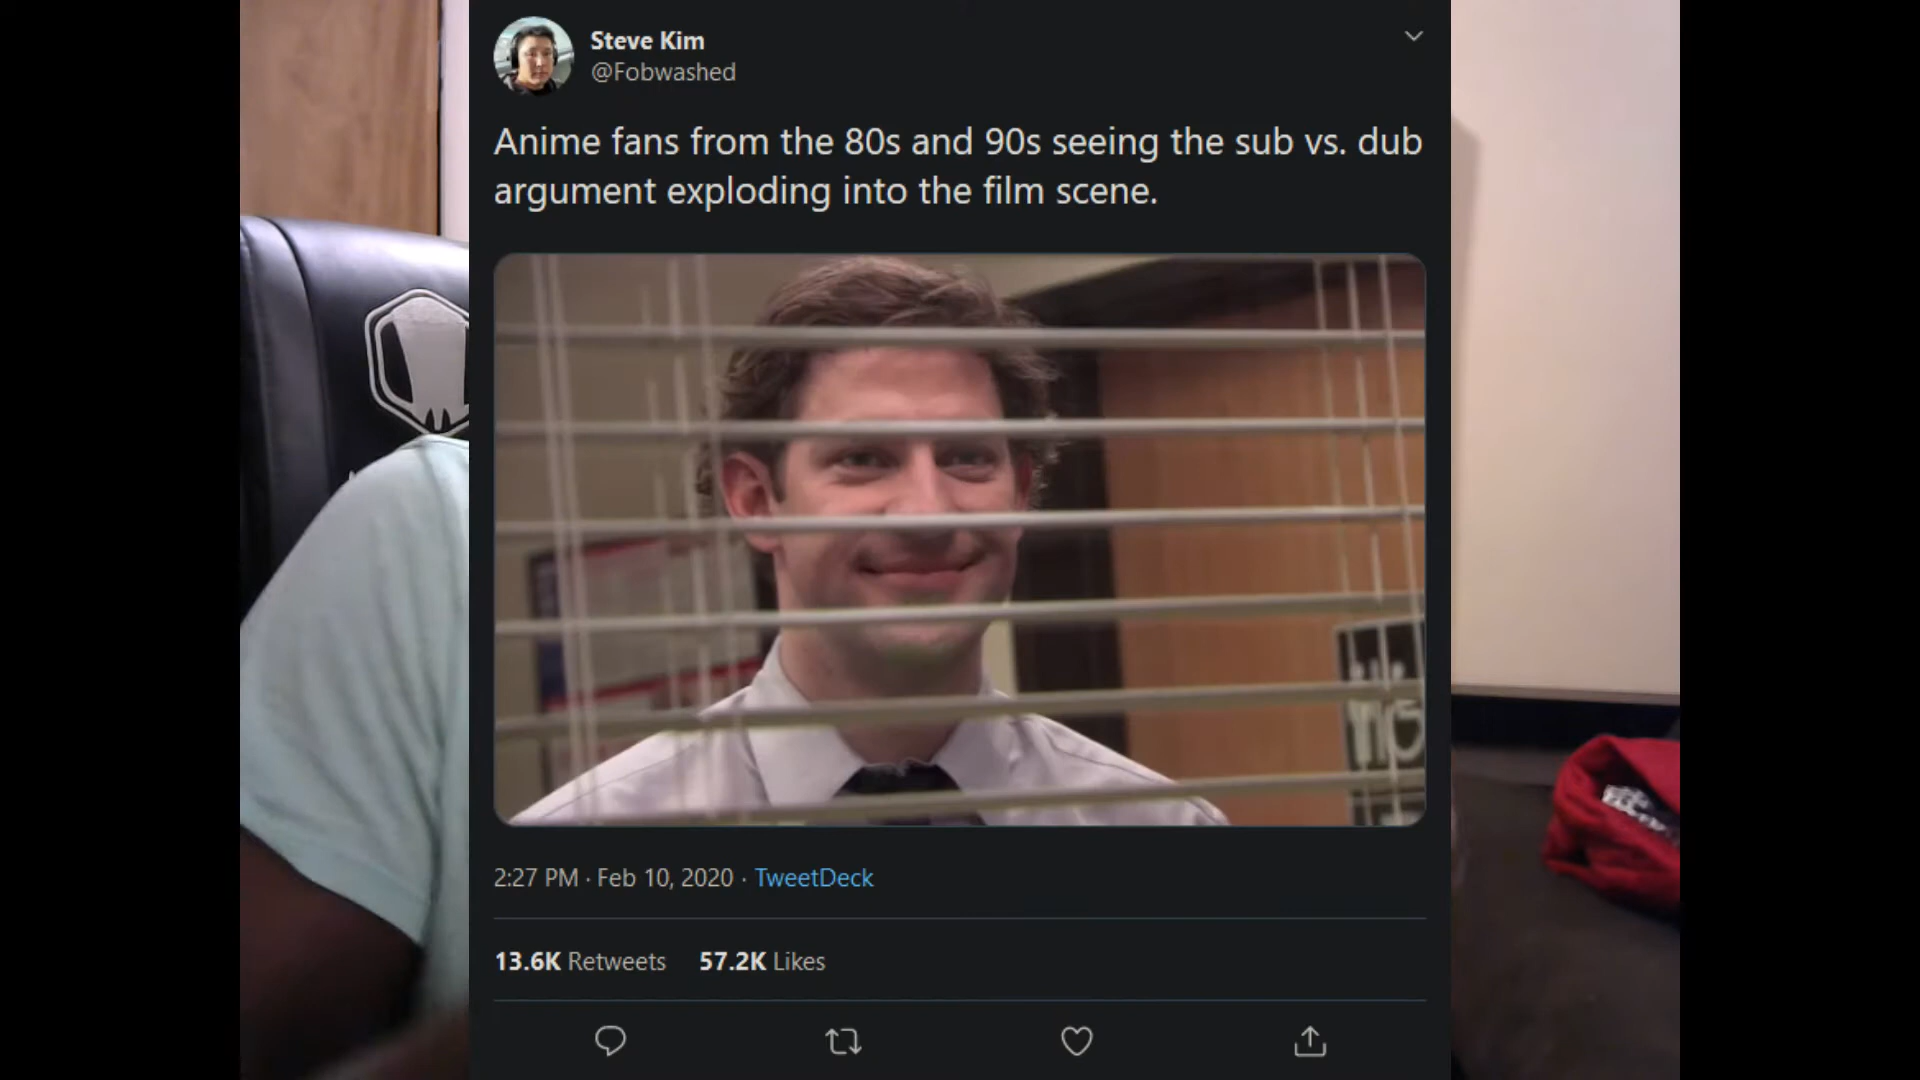 Steve Kim
@Fobwashed
Anime fans from the 80s and 90s seeing the sub vs. dub
argument exploding into the film scene.
2:27 PM · Feb 10, 2020 · TweetDeck
13.6K Retweets 57.2K Likes